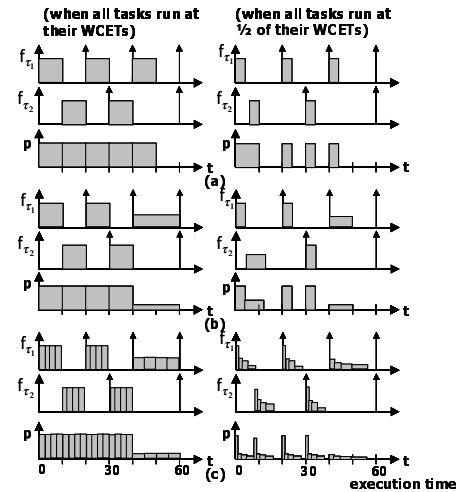 (when all tasks run at their WCETs)
(when all tasks run at ½ of their WCETs)
fτ1
fτ1
fτ2
fτ2
p t
p t
(a)
fτ1
fτ1
fτ2
fτ2
p t
p t
(b)
fτ1
fτ1
fτ2
fτ2
p t
p t
0 30 60
0 30 60
(c)
execution time